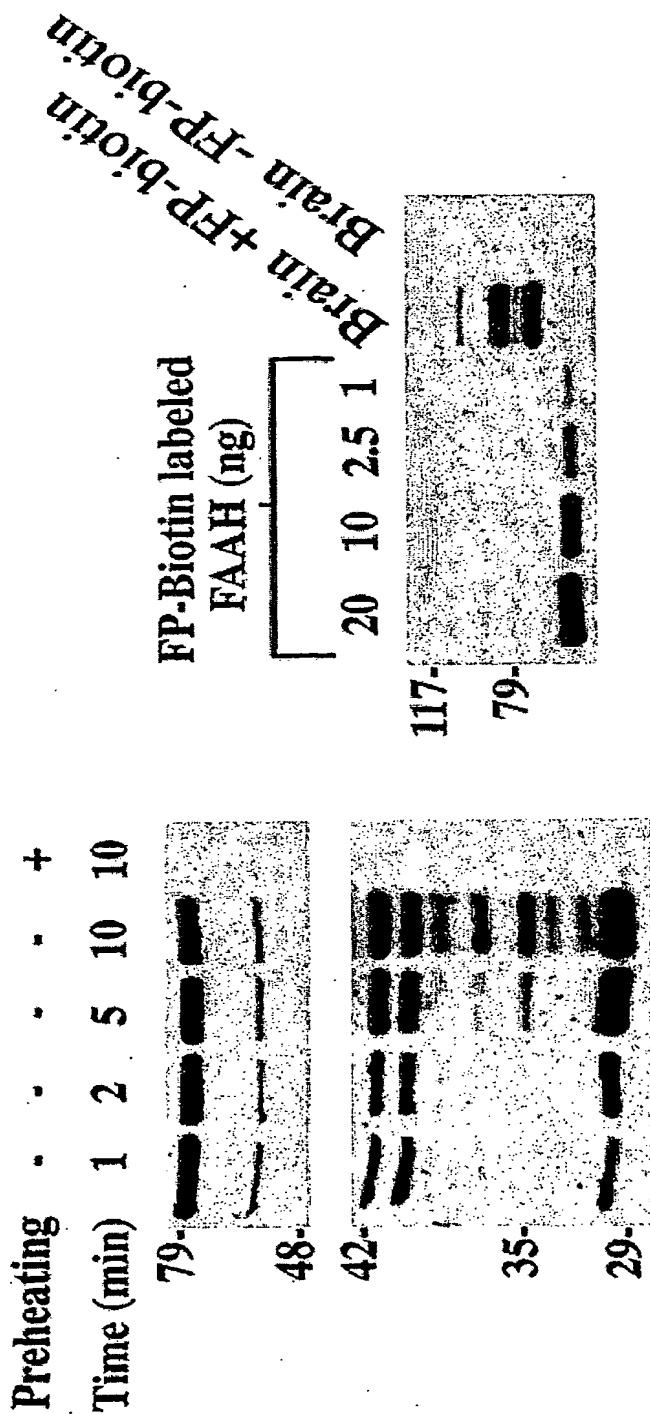 Preheating - - - - +
Time (min) 1 2 5 10 10
79-
48-
42-
35-
29-
FP-Biotin labeled
FAAH (ng)
20 10 2.5 1
Brain +FP-biotin
Brain -FP-biotin
117-
79-